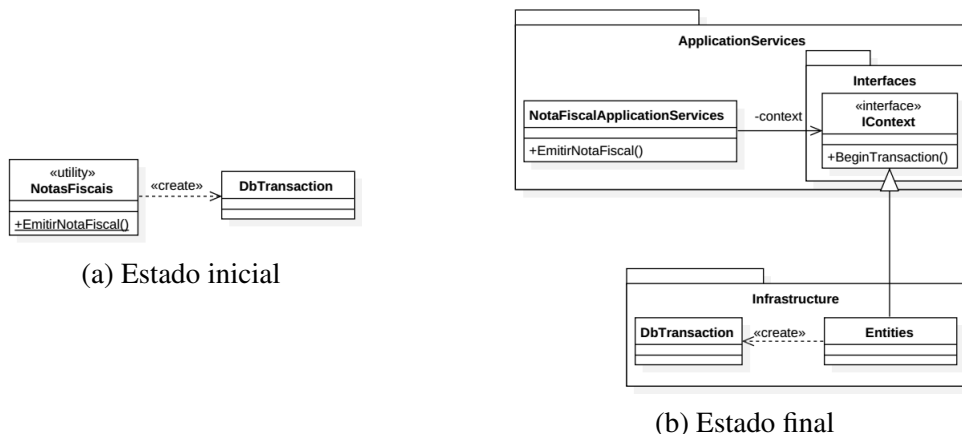 «utility»
NotasFiscais
+EmitirNotaFiscal()
«create»
DbTransaction
(a) Estado inicial
ApplicationServices
Interfaces
NotaFiscalApplicationServices
+EmitirNotaFiscal()
-context
«interface»
IContext
+BeginTransaction()
Infrastructure
DbTransaction
«create»
Entities
(b) Estado final